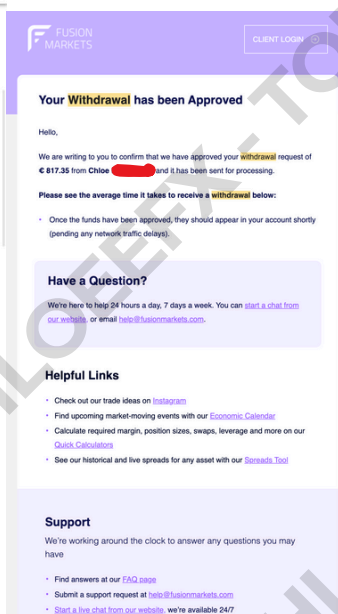 FUSION
MARKETS
CLIENT LOGIN
Your Withdrawal has been Approved
Hello,
We are writing to you to confirm that we have approved your withdrawal request of
€ 817.35 from Chloe and it has been sent for processing.
Please see the average time it takes to receive a withdrawal below:
• Once the funds have been approved, they should appear in your account shortly
(pending any network traffic delays).
Have a Question?
We're here to help 24 hours a day, 7 days a week. You can start a chat from
our website, or email help@fusionmarkets.com.
Helpful Links
• Check out our trade ideas on Instagram
• Find upcoming market-moving events with our Economic Calendar
• Calculate required margin, position sizes, swaps, leverage and more on our
Quick Calculators
• See our historical and live spreads for any asset with our Spreads Tool
Support
We're working around the clock to answer any questions you may
have
• Find answers at our FAQ page
• Submit a support request at help@fusionmarkets.com
• Start a live chat from our website, we're available 24/7